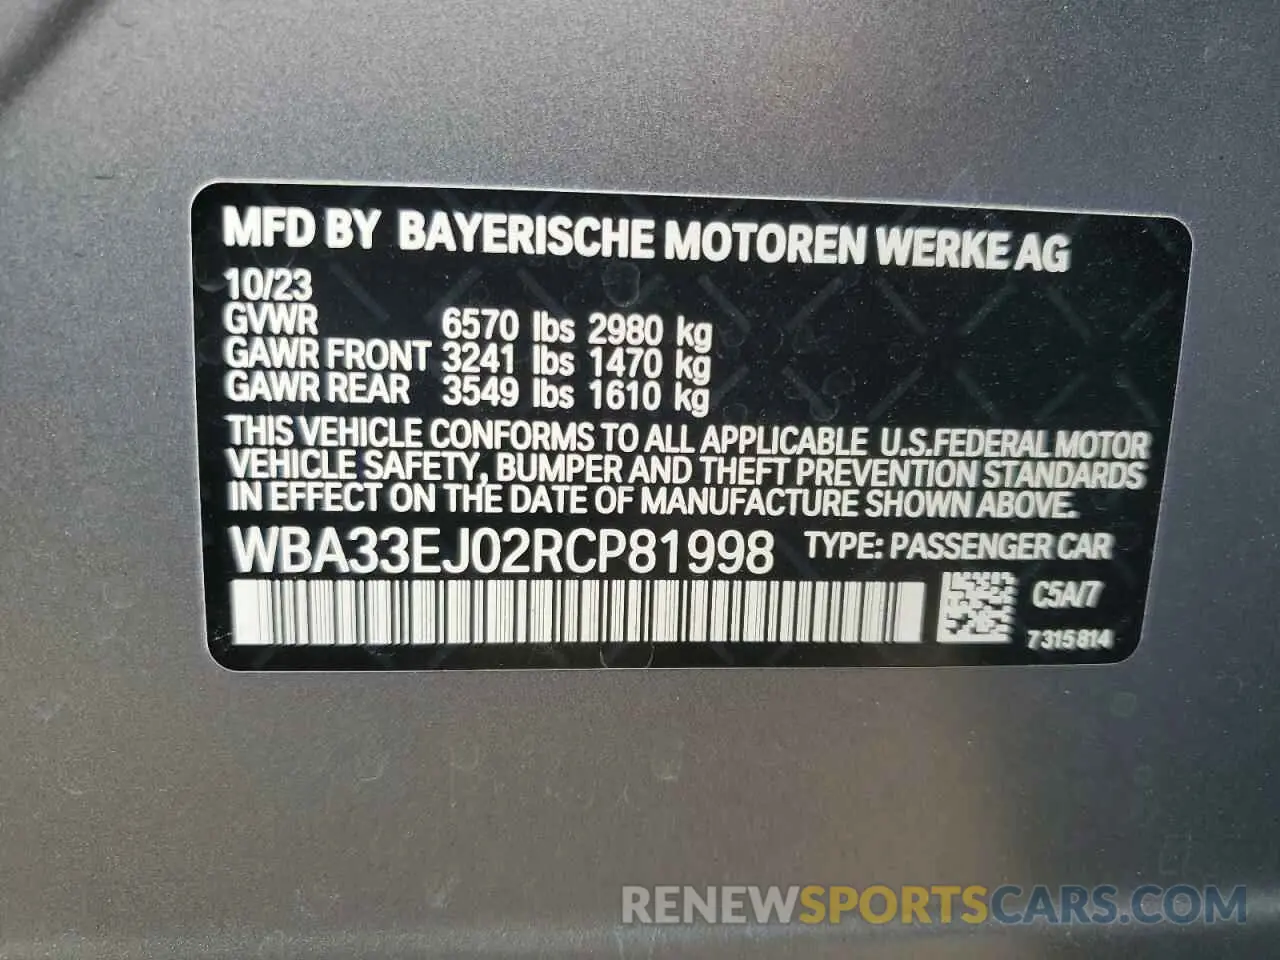 MFD BY BAYERISCHE MOTOREN WERKE AG
10/23
GVWR 6570 lbs 2980 kg
GAWR FRONT 3241 lbs 1470 kg
GAWR REAR 3549 lbs 1610 kg
THIS VEHICLE CONFORMS TO ALL APPLICABLE U.S.FEDERAL MOTOR
VEHICLE SAFETY, BUMPER AND THEFT PREVENTION STANDARDS
IN EFFECT ON THE DATE OF MANUFACTURE SHOWN ABOVE.
WBA33EJ02RCP81998 TYPE: PASSENGER CAR
C5A/7
7315814
RENEWSPORTSCARS.COM